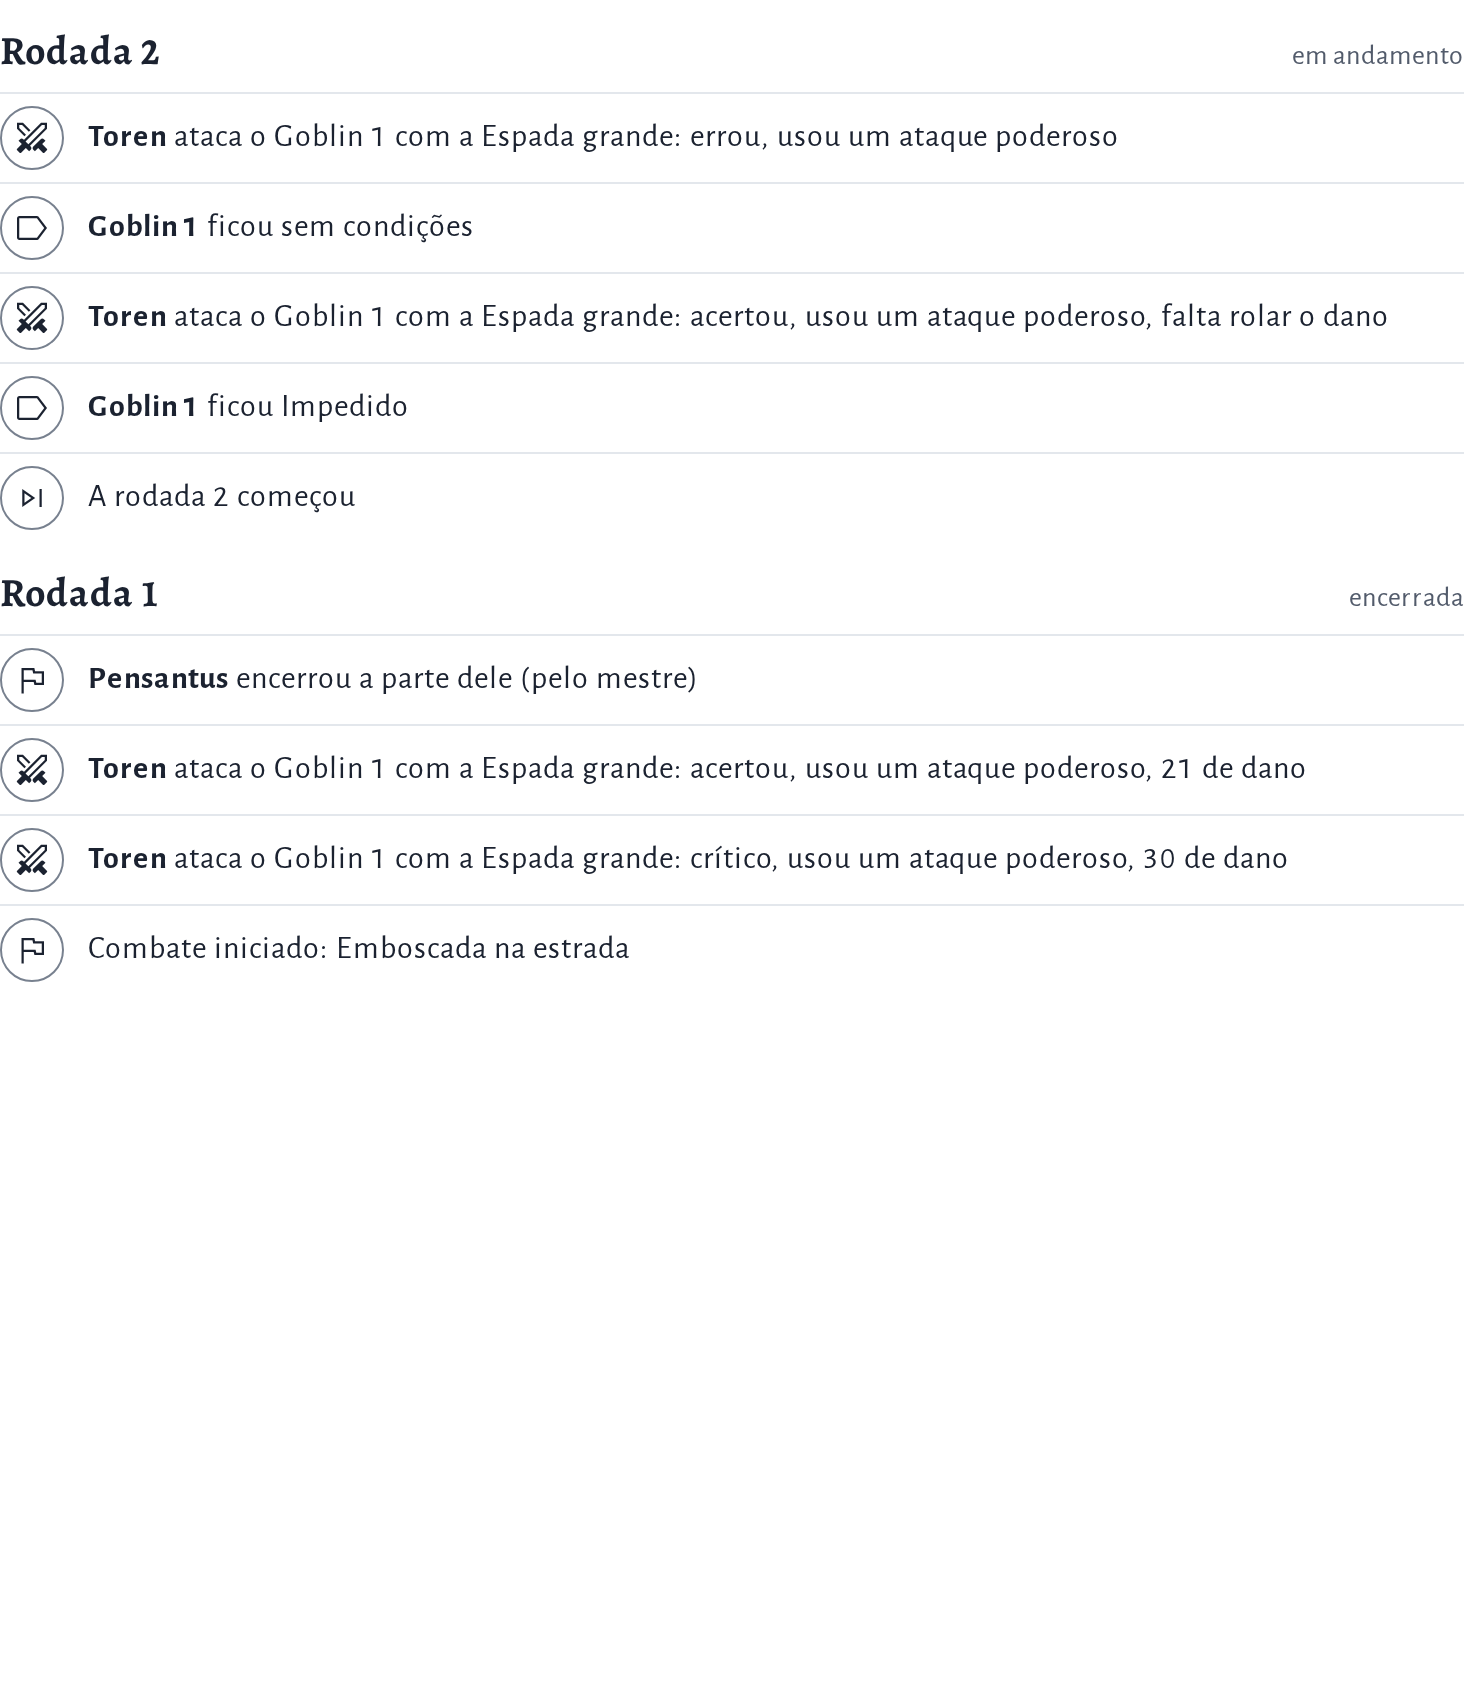 Rodada 2
em andamento
Toren ataca o Goblin 1 com a Espada grande: errou, usou um ataque poderoso
Goblin 1 ficou sem condições
Toren ataca o Goblin 1 com a Espada grande: acertou, usou um ataque poderoso, falta rolar o dano
Goblin 1 ficou Impedido
A rodada 2 começou
Rodada 1
encerrada
Pensantus encerrou a parte dele (pelo mestre)
Toren ataca o Goblin 1 com a Espada grande: acertou, usou um ataque poderoso, 21 de dano
Toren ataca o Goblin 1 com a Espada grande: crítico, usou um ataque poderoso, 30 de dano
Combate iniciado: Emboscada na estrada